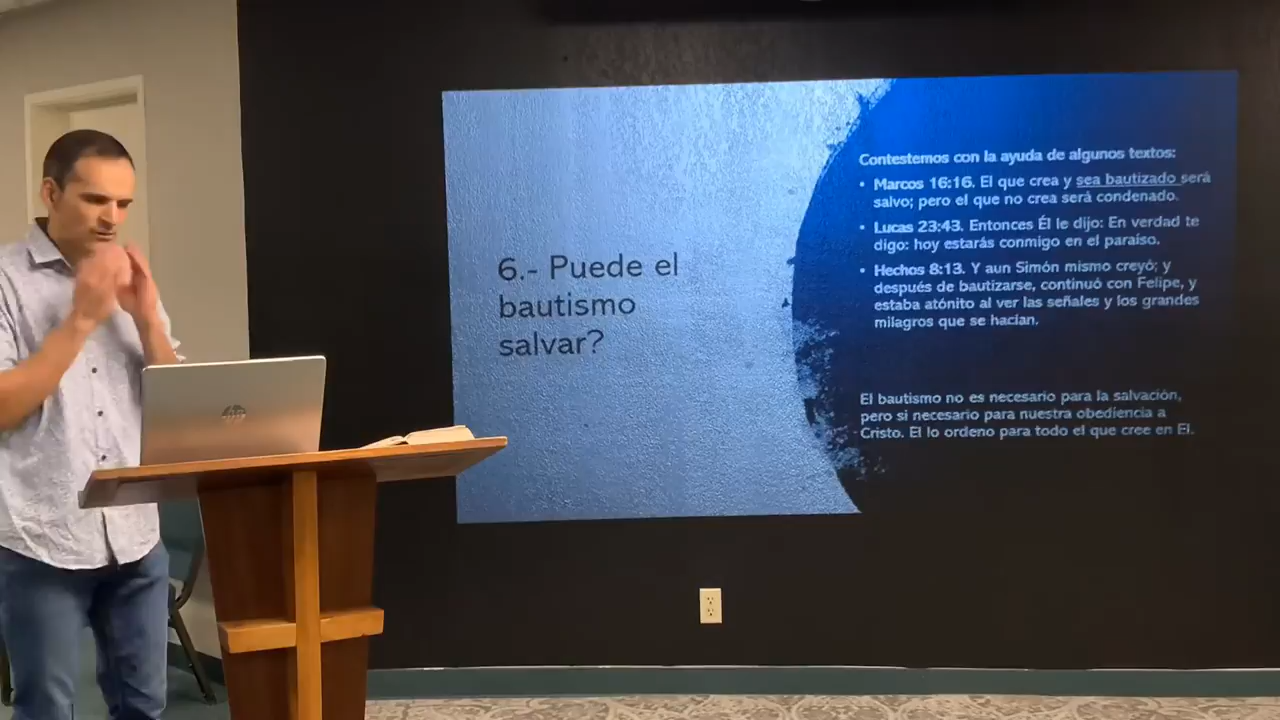 6.- Puede el
bautismo
salvar?
Contestemos con la ayuda de algunos textos:
• Marcos 16:16. El que crea y sea bautizado será
salvo; pero el que no crea será condenado.
• Lucas 23:43. Entonces Él le dijo: En verdad te
digo: hoy estarás conmigo en el paraíso.
• Hechos 8:13. Y aun Simón mismo creyó; y
después de bautizarse, continuó con Felipe, y
estaba atónito al ver las señales y los grandes
milagros que se hacían.
El bautismo no es necesario para la salvación,
pero si necesario para nuestra obediencia a
Cristo. El lo ordeno para todo el que cree en El.
hp